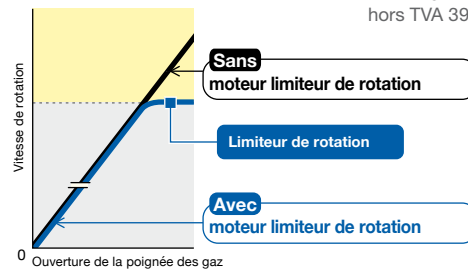 hors TVA 39
Vitesse de rotation
Sans
moteur limiteur de rotation
Limiteur de rotation
Avec
moteur limiteur de rotation
0
Ouverture de la poignée des gaz